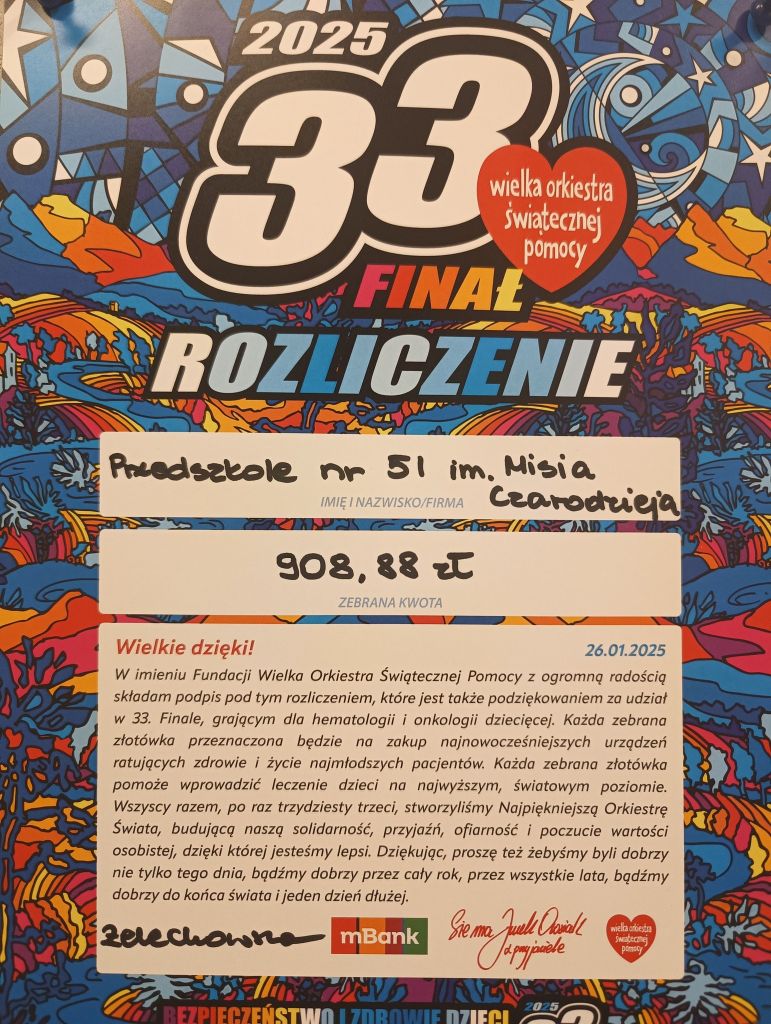 2025
33
wielka orkiestra
świątecznej
pomocy
FINAŁ
ROZLICZENIE
Przedszkole nr 51 im. Misia
Czarodzieja
IMIĘ I NAZWISKO/FIRMA
908,88 zł
ZEBRANA KWOTA
Wielkie dzięki! 26.01.2025
W imieniu Fundacji Wielka Orkiestra Świątecznej Pomocy z ogromną radością
składam podpis pod tym rozliczeniem, które jest także podziękowaniem za udział
w 33. Finale, grającym dla hematologii i onkologii dziecięcej. Każda zebrana
złotówka przeznaczona będzie na zakup najnowocześniejszych urządzeń
ratujących zdrowie i życie najmłodszych pacjentów. Każda zebrana złotówka
pomoże wprowadzić leczenie dzieci na najwyższym, światowym poziomie.
Wszyscy razem, po raz trzydziesty trzeci, stworzyliśmy Najpiękniejszą Orkiestrę
Świata, budującą naszą solidarność, przyjaźń, ofiarność i poczucie wartości
osobistej, dzięki której jesteśmy lepsi. Dziękując, proszę też żebyśmy byli dobrzy
nie tylko tego dnia, bądźmy dobrzy przez cały rok, przez wszystkie lata, bądźmy
dobrzy do końca świata i jeden dzień dłużej.
Żelechowska mBank Sie ma Jurek Owsiak
z przyjaciele
wielka orkiestra
świątecznej
pomocy
2025
BEZPIECZEŃSTWO I ZDROWIE DZIECI 33